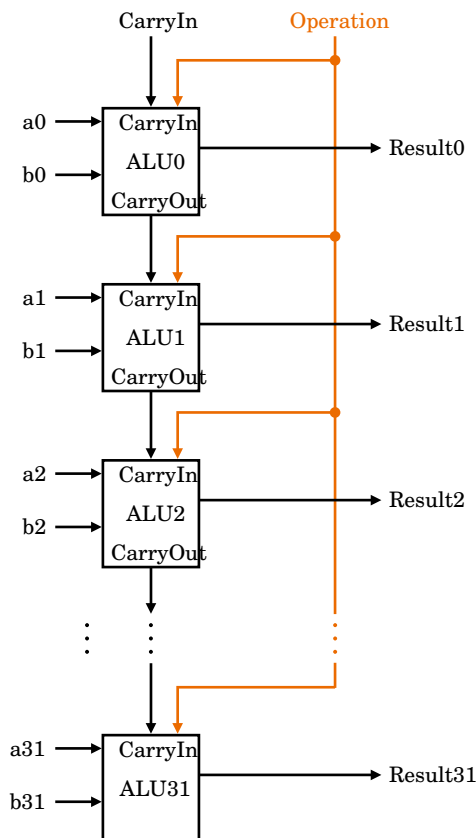 CarryIn Operation
a0 CarryIn
ALU0 Result0
b0
CarryOut
a1 CarryIn
ALU1 Result1
b1
CarryOut
a2 CarryIn
ALU2 Result2
b2
CarryOut
a31 CarryIn
ALU31 Result31
b31